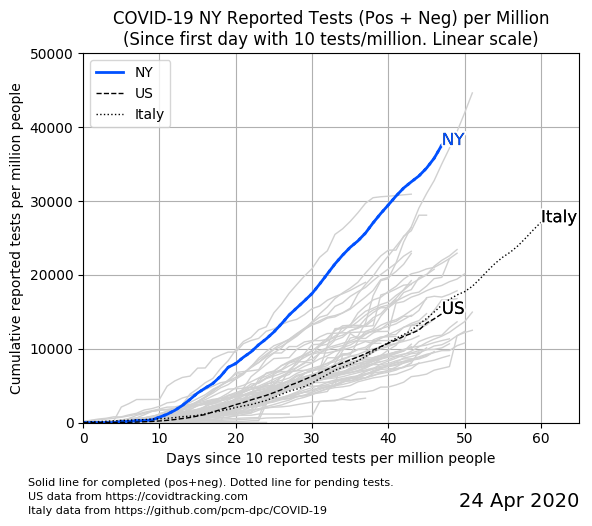 COVID-19 NY Reported Tests (Pos + Neg) per Million
(Since first day with 10 tests/million. Linear scale)
Cumulative reported tests per million people
50000
40000
30000
20000
10000
0
NY
US
Italy
NY
Italy
US
0 10 20 30 40 50 60
Days since 10 reported tests per million people
Solid line for completed (pos+neg). Dotted line for pending tests.
US data from https://covidtracking.com
Italy data from https://github.com/pcm-dpc/COVID-19
24 Apr 2020